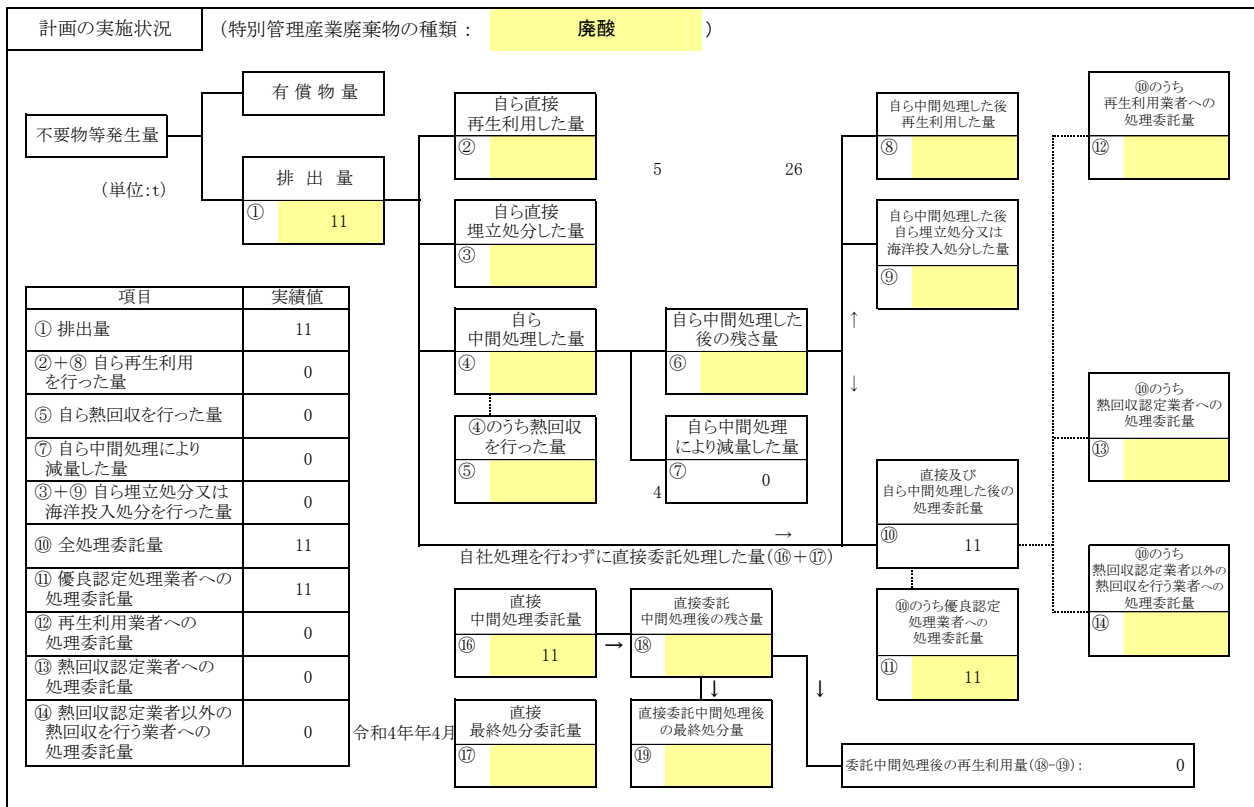 計画の実施状況 (特別管理産業廃棄物の種類: 廃酸 )
有償物量
不要物等発生量
(単位:t)
排出量
① 11
自ら直接
再生利用した量
②
5 26
自ら直接
埋立処分した量
③
自ら
中間処理した量
④
④のうち熱回収
を行った量
⑤
自ら中間処理した
後の残さ量
⑥
自ら中間処理
により減量した量
⑦ 0
4
自ら中間処理した後
再生利用した量
⑧
自ら中間処理した後
自ら埋立処分又は
海洋投入処分した量
⑨
↑
↓
直接及び
自ら中間処理した後の
処理委託量
⑩ 11
→
自社処理を行わずに直接委託処理した量(⑯+⑰)
⑩のうち優良認定
処理業者への
処理委託量
⑪ 11
⑩のうち
再生利用業者への
処理委託量
⑫
⑩のうち
熱回収認定業者への
処理委託量
⑬
⑩のうち
熱回収認定業者以外の
熱回収を行う業者への
処理委託量
⑭
直接
中間処理委託量
⑯ 11
→
直接委託
中間処理後の残さ量
⑱
↓ ↓
直接
最終処分委託量
⑰
直接委託中間処理後
の最終処分量
⑲
委託中間処理後の再生利用量(⑱-⑲): 0
項目 実績値
① 排出量 11
②+⑧ 自ら再生利用
を行った量 0
⑤ 自ら熱回収を行った量 0
⑦ 自ら中間処理により
減量した量 0
③+⑨ 自ら埋立処分又は
海洋投入処分を行った量 0
⑩ 全処理委託量 11
⑪ 優良認定処理業者への
処理委託量 11
⑫ 再生利用業者への
処理委託量 0
⑬ 熱回収認定業者への
処理委託量 0
⑭ 熱回収認定業者以外の
熱回収を行う業者への
処理委託量 0
令和4年年4月